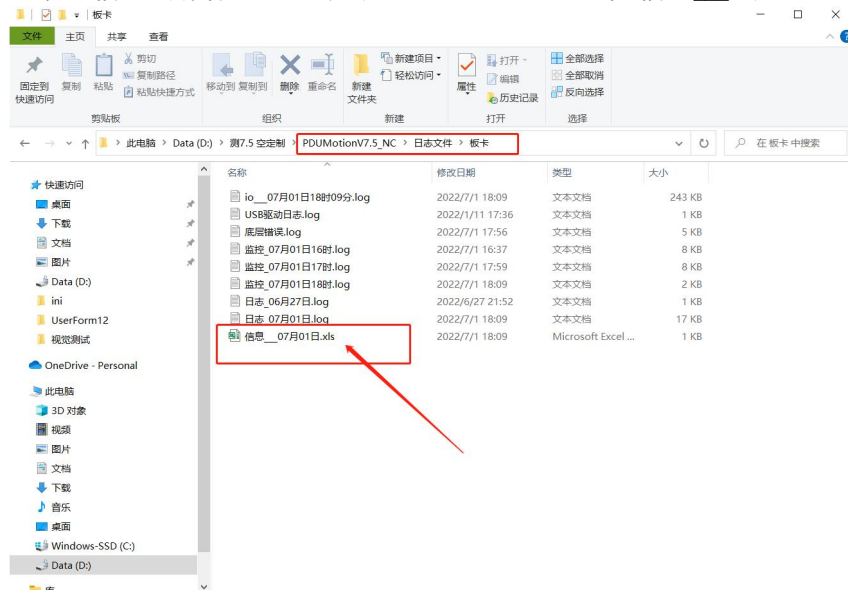 板卡
文件 主页 共享 查看
固定到快速访问 复制 粘贴 剪切 复制路径 粘贴快捷方式 移动到 复制到 删除 重命名 新建文件夹 新建项目 轻松访问 属性 打开 编辑 历史记录 全部选择 全部取消 反向选择
剪贴板 组织 新建 打开 选择
此电脑 > Data (D:) > 测7.5 空定制 > PDUMotionV7.5_NC > 日志文件 > 板卡 在 板卡 中搜索
名称 修改日期 类型 大小
io___07月01日18时09分.log 2022/7/1 18:09 文本文档 243 KB
USB驱动日志.log 2022/1/11 17:36 文本文档 1 KB
底层错误.log 2022/7/1 17:56 文本文档 5 KB
监控_07月01日16时.log 2022/7/1 16:37 文本文档 8 KB
监控_07月01日17时.log 2022/7/1 17:59 文本文档 8 KB
监控_07月01日18时.log 2022/7/1 18:09 文本文档 2 KB
日志_06月27日.log 2022/6/27 21:52 文本文档 1 KB
日志_07月01日.log 2022/7/1 18:09 文本文档 17 KB
信息___07月01日.xls 2022/7/1 18:09 Microsoft Excel ... 1 KB
快速访问
桌面
下载
文档
图片
Data (D:)
ini
UserForm12
视觉测试
OneDrive - Personal
此电脑
3D 对象
视频
图片
文档
下载
音乐
桌面
Windows-SSD (C:)
Data (D:)